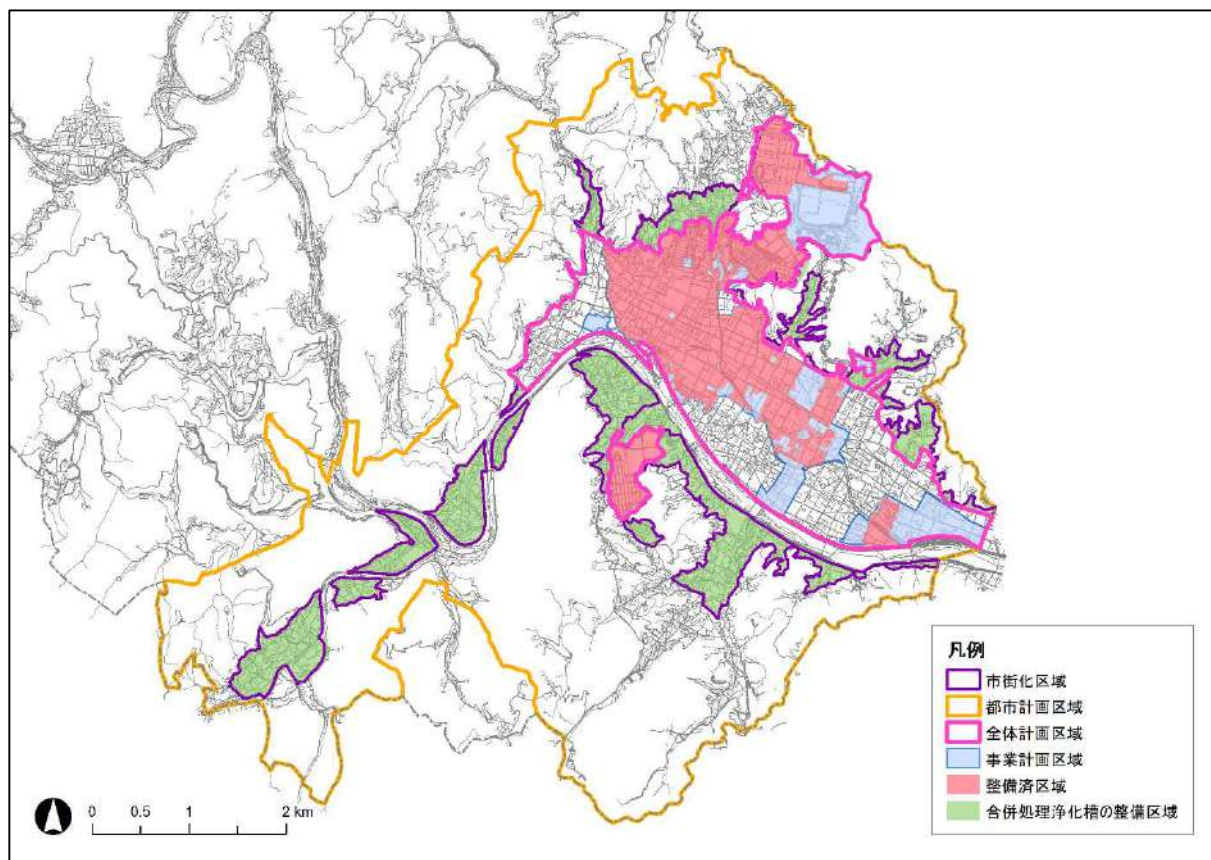 凡例
市街化区域
都市計画区域
全体計画区域
事業計画区域
整備済区域
合併処理浄化槽の整備区域
0 0.5 1 2 km